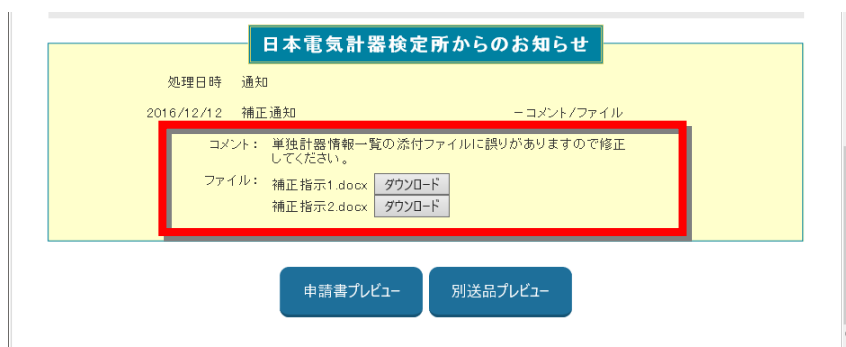 日本電気計器検定所からのお知らせ
処理日時 通知
2016/12/12 補正通知 －コメント/ファイル
コメント： 単独計器情報一覧の添付ファイルに誤りがありますので修正
してください。
ファイル： 補正指示1.docx ダウンロード
補正指示2.docx ダウンロード
申請書プレビュー 別送品プレビュー